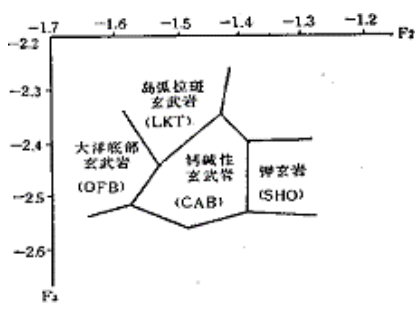 -1.7 -1.6 -1.5 -1.4 -1.3 -1.2 F₂
-2.2
-2.3
-2.4
-2.5
-2.6
F₃
岛弧拉斑
玄武岩
(LKT)
大洋底部
玄武岩
(OFB)
钙碱性
玄武岩
(CAB)
钾玄岩
(SHO)